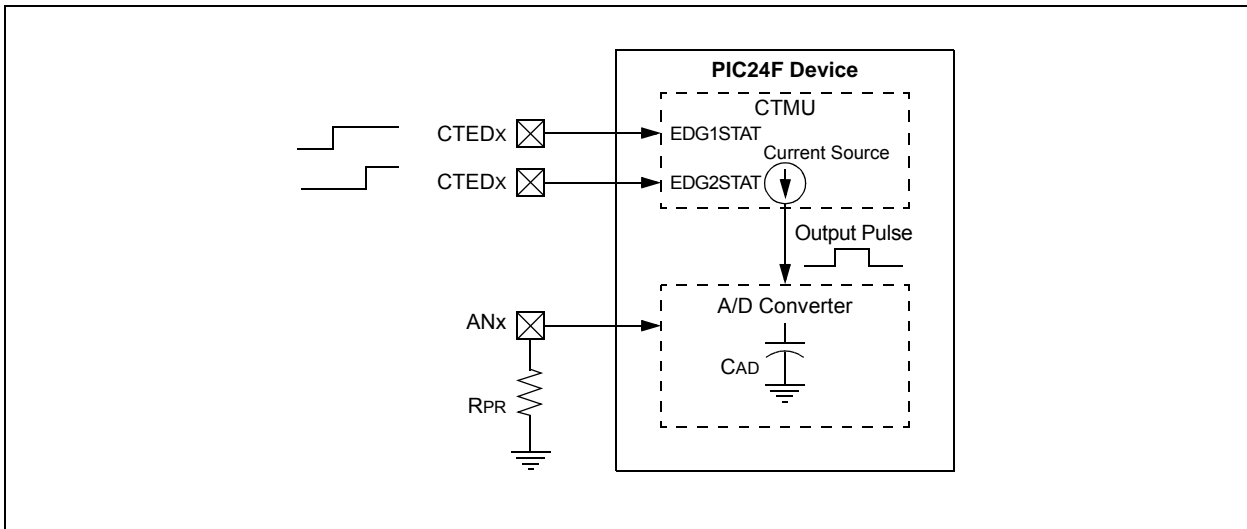 PIC24F Device
CTMU
CTEDx
EDG1STAT
Current Source
CTEDx
EDG2STAT
Output Pulse
A/D Converter
ANx
CAD
RPR